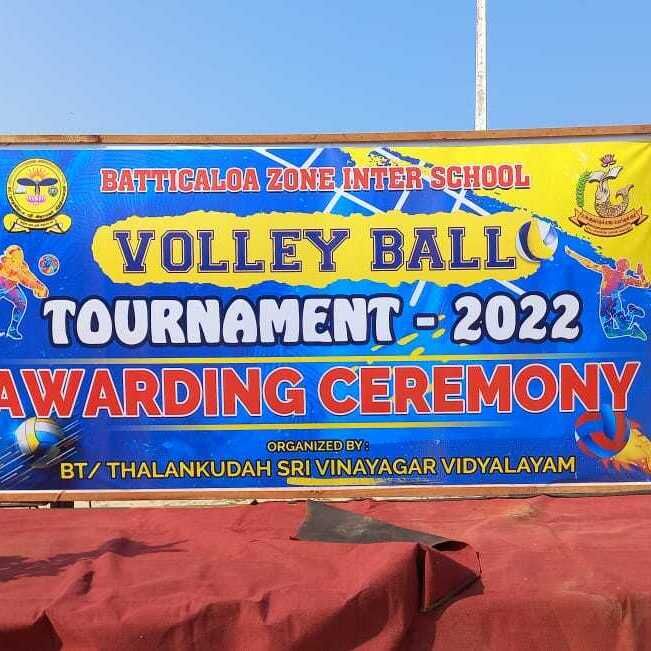 BATTICALOA ZONE INTER SCHOOL
VOLLEY BALL
TOURNAMENT - 2022
AWARDING CEREMONY
ORGANIZED BY :
BT/ THALANKUDAH SRI VINAYAGAR VIDYALAYAM